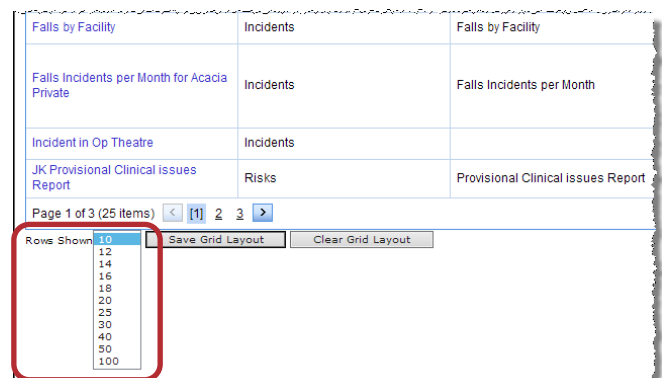 Falls by Facility Incidents Falls by Facility
Falls Incidents per Month for Acacia
Private Incidents Falls Incidents per Month
Incident in Op Theatre Incidents
JK Provisional Clinical issues
Report Risks Provisional Clinical issues Report
Page 1 of 3 (25 items) < [1] 2 3 >
Rows Shown 10 Save Grid Layout Clear Grid Layout
12
14
16
18
20
25
30
40
50
100